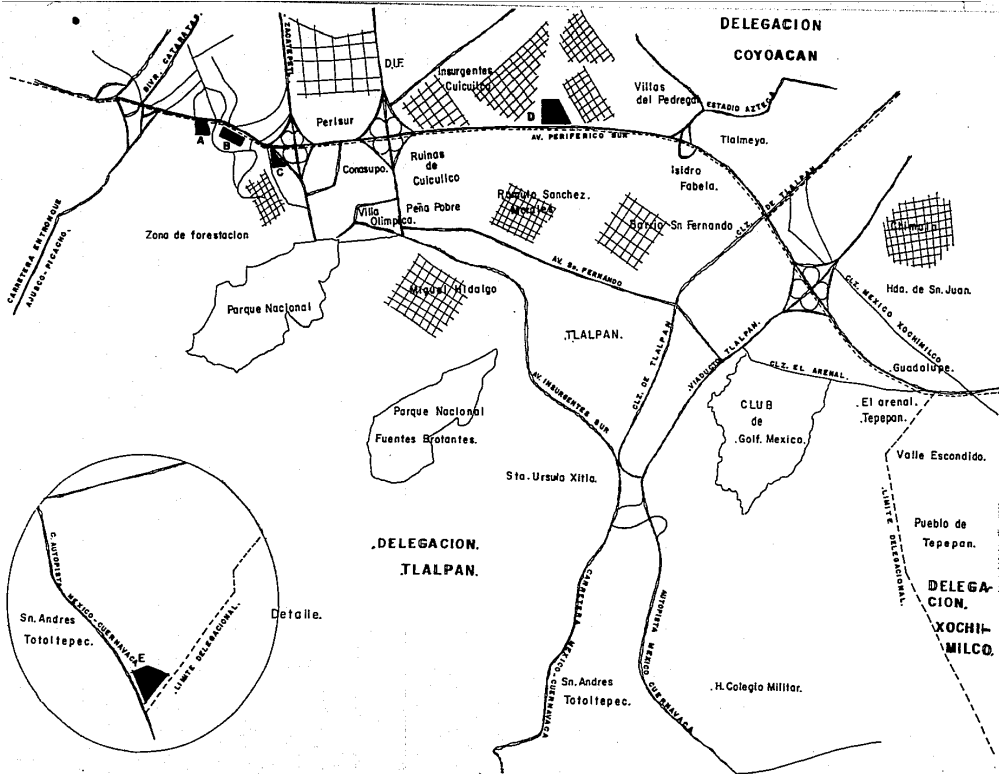 DELEGACION
COYOACAN
BLVR. CATARATAS
ZACATEPETL.
D.I.F.
Insurgentes
Cuicuilco
Villas
del Pedregal
ESTADIO AZTECA
Perisur
D
A
B
C
AV. PERIFERICO SUR
Tlalmeya.
Conasupo.
Ruinas
de
Cuicuilco
Isidro
Fabela.
CLZ. DE TLALPAN.
Romulo Sanchez.
Morales
Villa
Olimpica.
Peña Pobre
Barrio Sn Fernando
Chimali
Zona de forestacion
CARRETERA ENTRONQUE
AJUSCO-PICACHO.
AV. Sn. FERNANDO
Miguel Hidalgo
Hda. de Sn. Juan.
CLZ. MEXICO XOCHIMILCO
Parque Nacional
.TLALPAN.
CLZ. DE TLALPAN
.VIADUCTO TLALPAN.
CLZ. EL ARENAL.
Guadalupe.
AV. INSURGENTES SUR
Parque Nacional
Fuentes Brotantes.
CLUB
de
.Golf. Mexico.
.El arenal.
.Tepepan.
Valle Escondido.
Sta. Ursula Xitla.
.LIMITE DELEGACIONAL.
Pueblo de
Tepepan.
.DELEGACION.
.TLALPAN.
DELEGA-
CION.
XOCHI-
MILCO.
C. AUTOPISTA MEXICO-CUERNAVACA
Sn. Andres
Totoltepec.
E
.LIMITE DELEGACIONAL.
Detalle.
CARRETERA MEXICO-CUERNAVACA
AUTOPISTA MEXICO CUERNAVACA
Sn. Andres
Totoltepec.
.H. Colegio Militar.